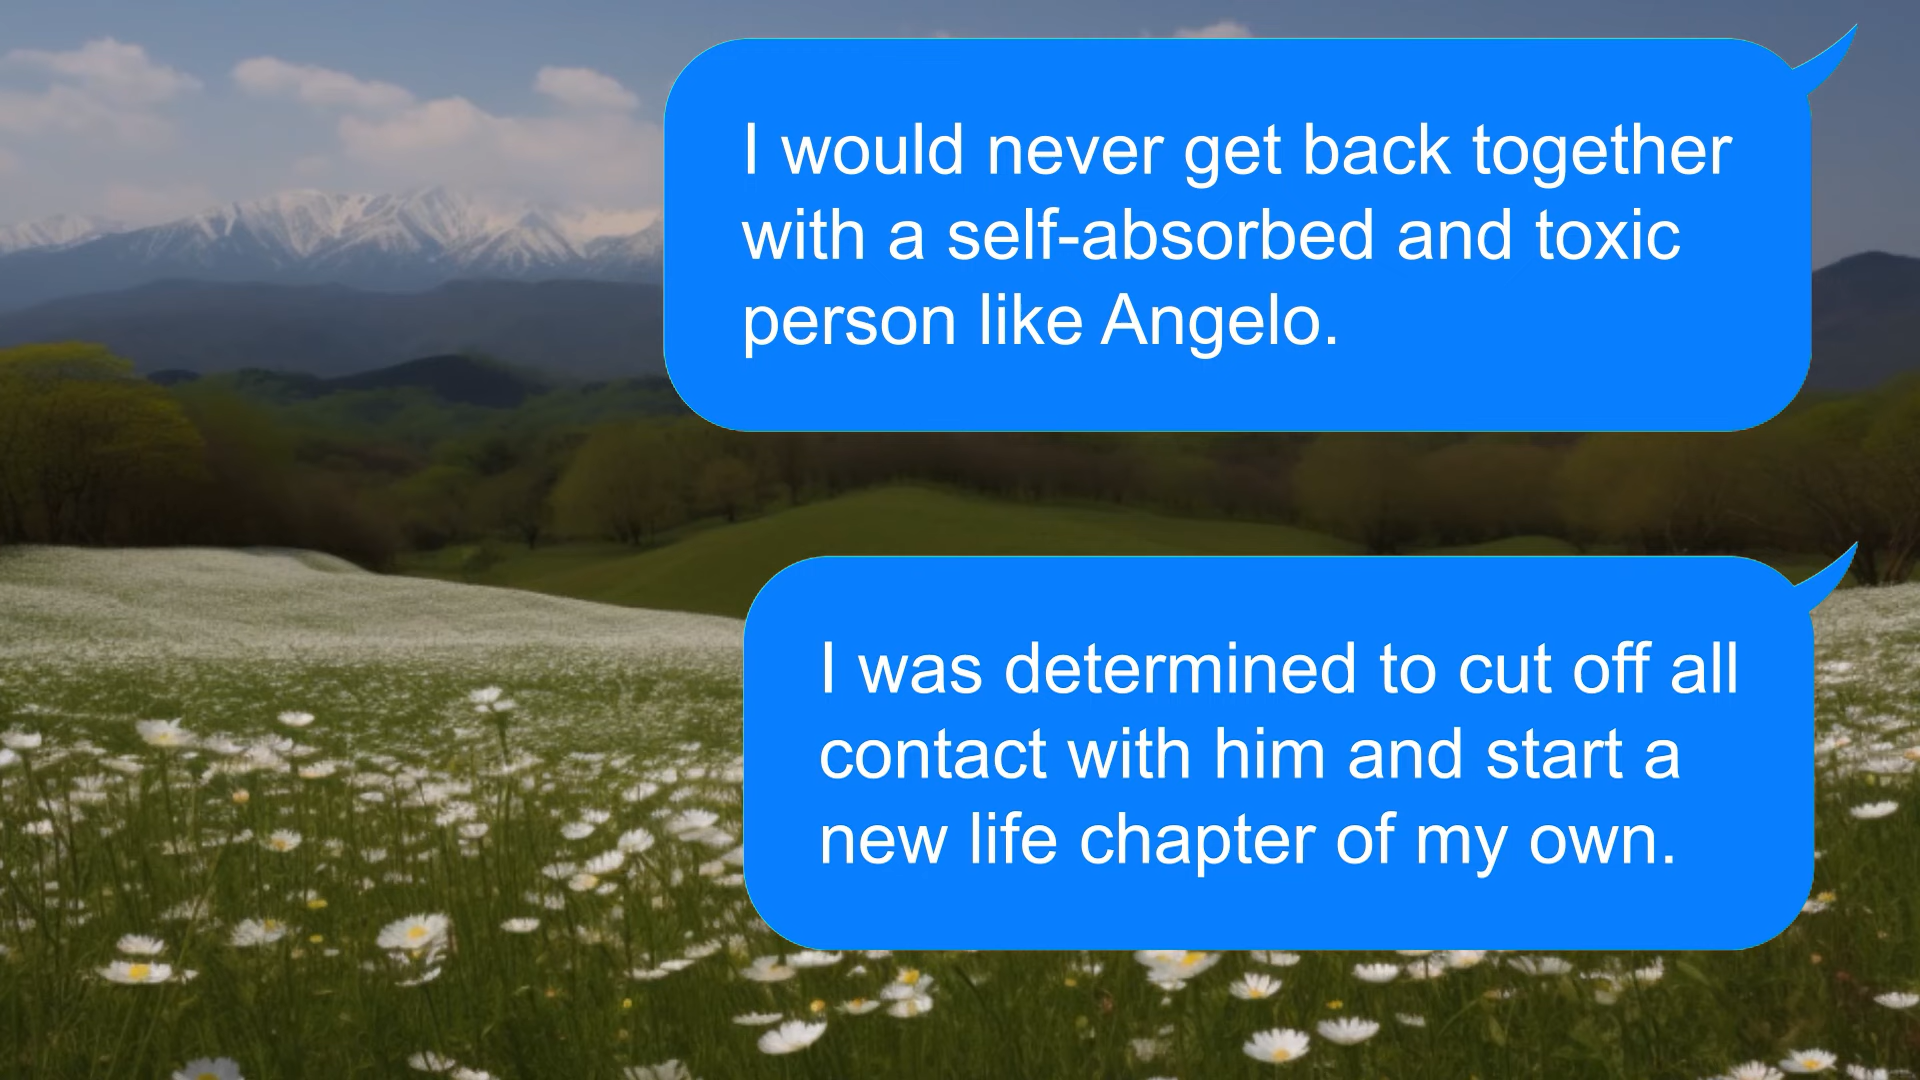 I would never get back together
with a self-absorbed and toxic
person like Angelo.
I was determined to cut off all
contact with him and start a
new life chapter of my own.